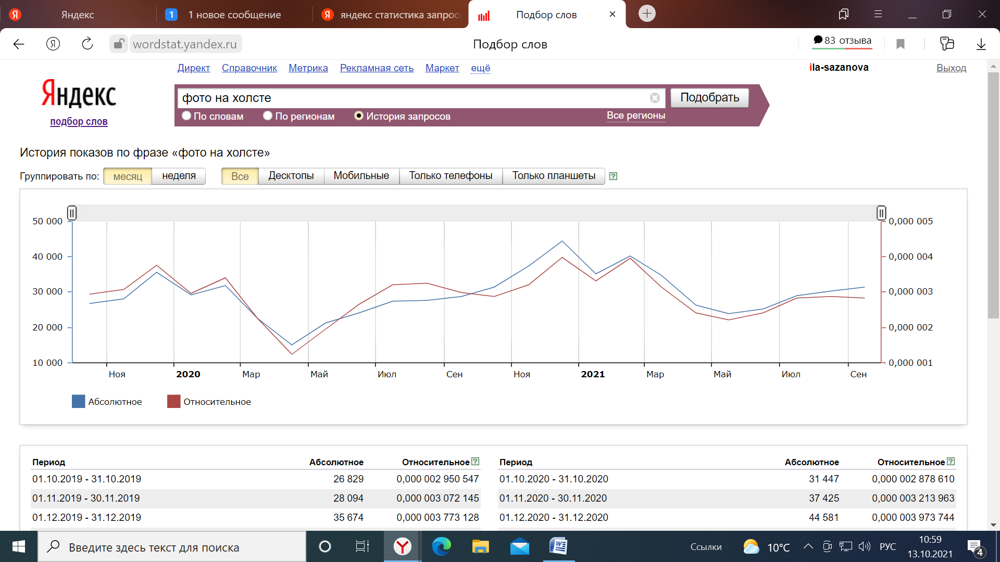 Яндекс
1 1 новое сообщение
яндекс статистика запрос
Подбор слов
wordstat.yandex.ru
Подбор слов
83 отзыва
Директ Справочник Метрика Рекламная сеть Маркет ещё
ila-sazanova
Выход
Яндекс
подбор слов
фото на холсте
Подобрать
По словам По регионам История запросов Все регионы
История показов по фразе «фото на холсте»
Группировать по: месяц неделя Все Десктопы Мобильные Только телефоны Только планшеты ?
50 000 0,000 005
40 000 0,000 004
30 000 0,000 003
20 000 0,000 002
10 000 0,000 001
Ноя 2020 Мар Май Июл Сен Ноя 2021 Мар Май Июл Сен
Абсолютное Относительное
Период Абсолютное Относительное ? Период Абсолютное Относительное ?
01.10.2019 - 31.10.2019 26 829 0,000 002 950 547 01.10.2020 - 31.10.2020 31 447 0,000 002 878 610
01.11.2019 - 30.11.2019 28 094 0,000 003 072 145 01.11.2020 - 30.11.2020 37 425 0,000 003 213 963
01.12.2019 - 31.12.2019 35 674 0,000 003 773 128 01.12.2020 - 31.12.2020 44 581 0,000 003 973 744
Введите здесь текст для поиска
Ссылки
10°C
РУС
10:59
13.10.2021
4